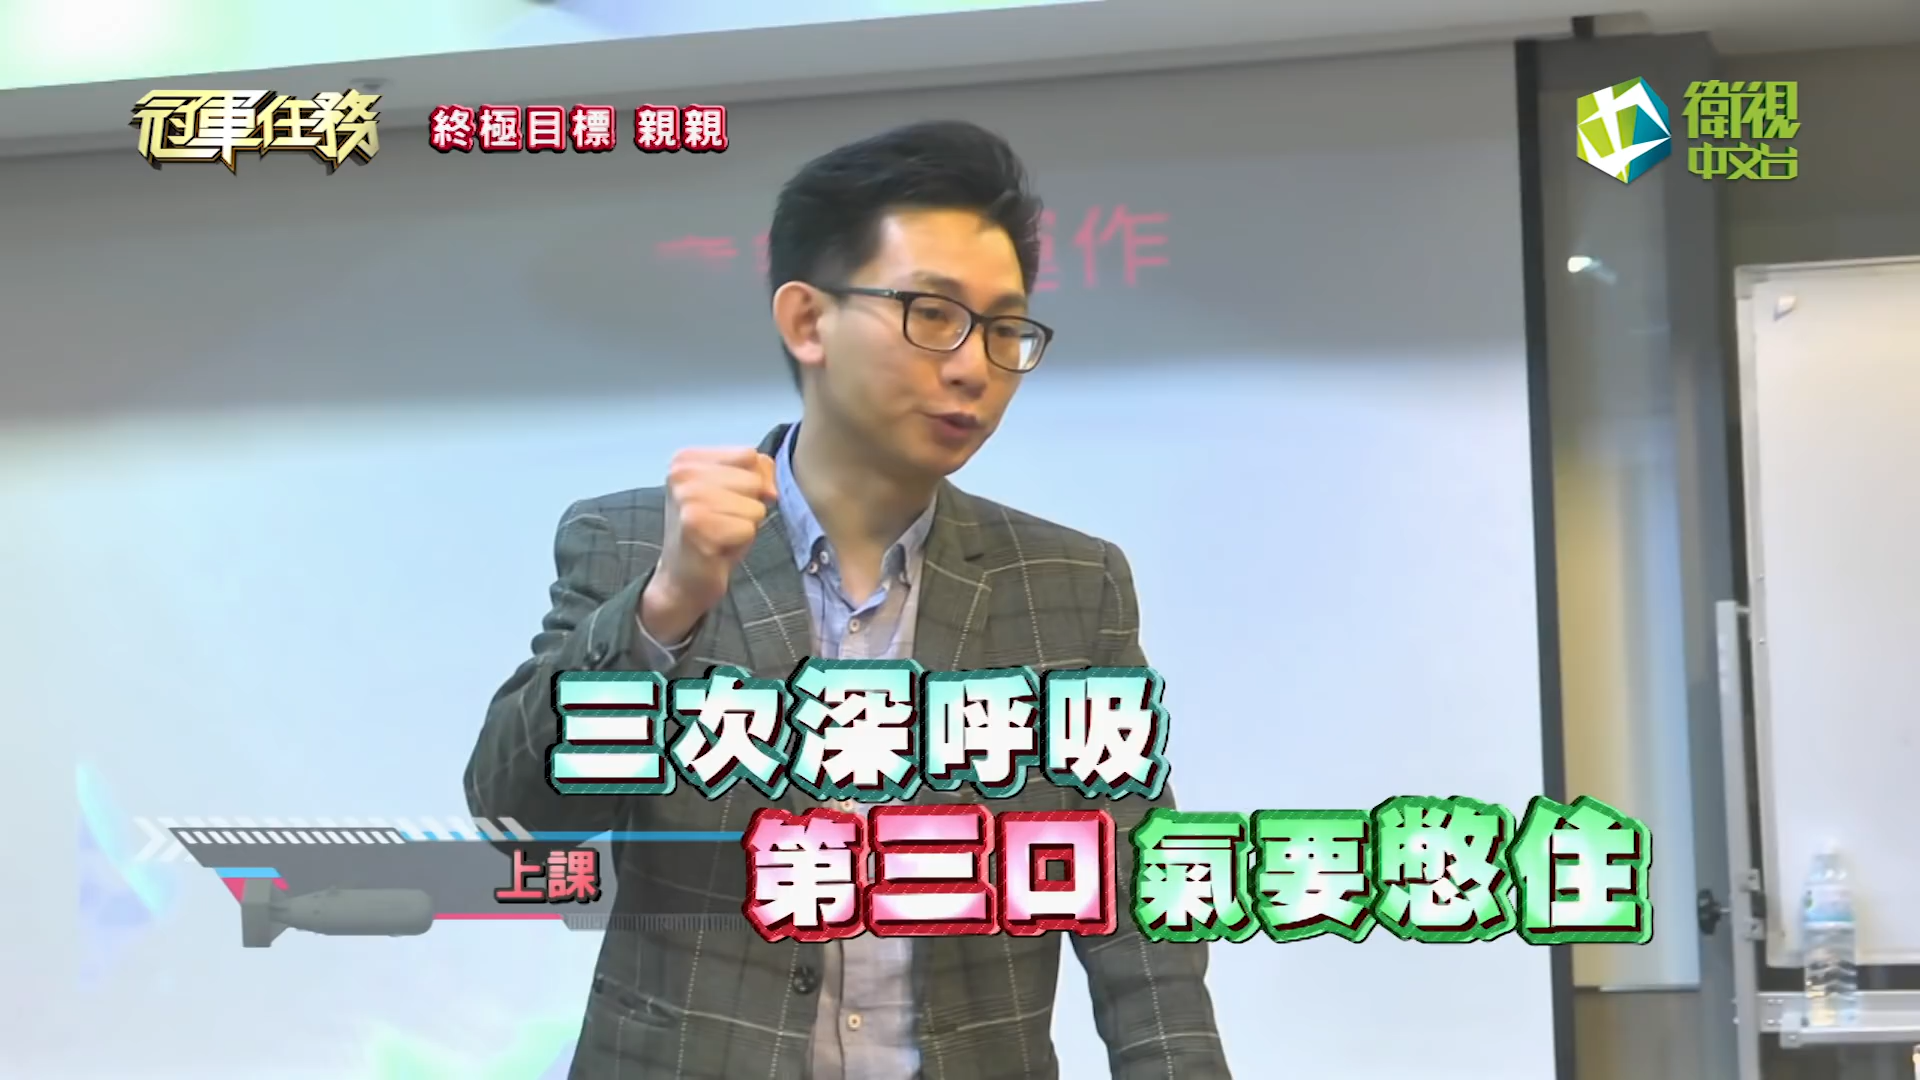 冠軍任務
終極目標 親親
衛視
中文台
作
三次深呼吸
第三口氣要憋住
上課